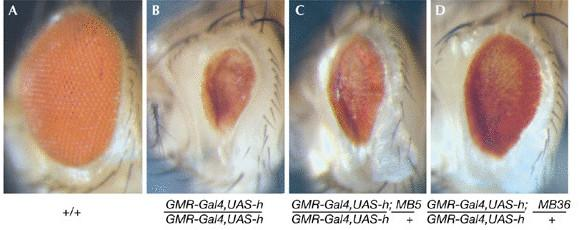 A B C D
+/+ GMR-Gal4,UAS-h GMR-Gal4,UAS-h; MB5 GMR-Gal4,UAS-h; MB36
GMR-Gal4,UAS-h GMR-Gal4,UAS-h + GMR-Gal4,UAS-h +